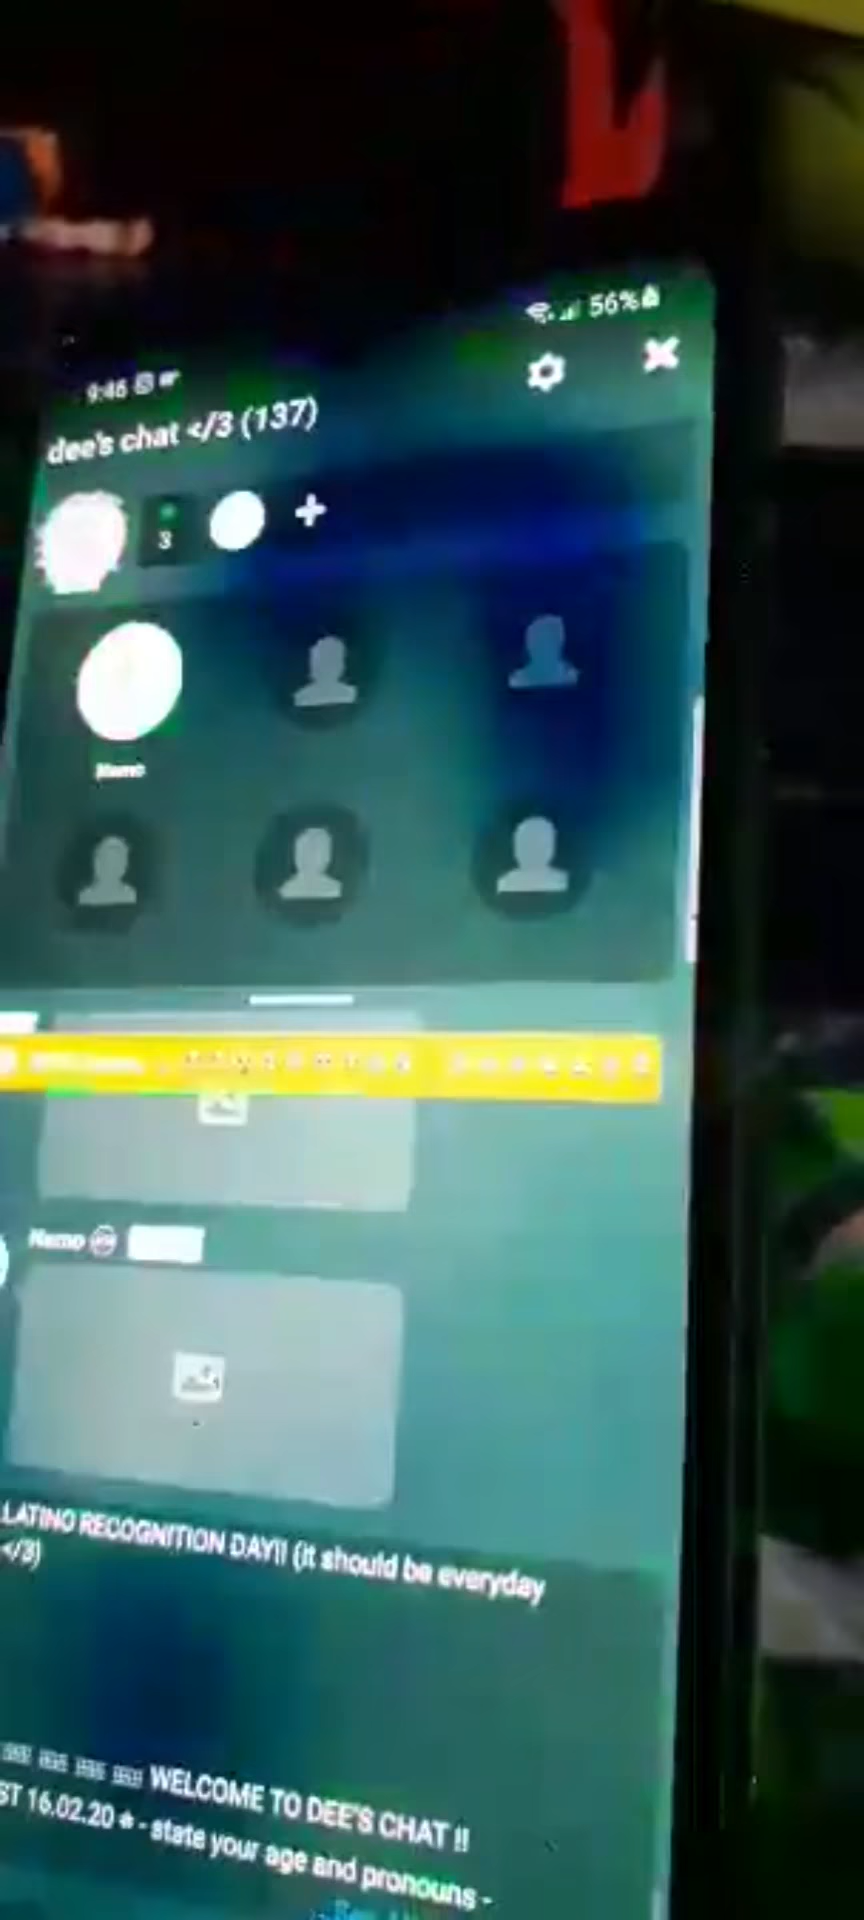 56%
9:46
dee's chat </3 (137)
3
Nemo
Nemo
LATINO RECOGNITION DAY!! (it should be everyday
</3)
WELCOME TO DEE'S CHAT !!
ST 16.02.20 - state your age and pronouns -